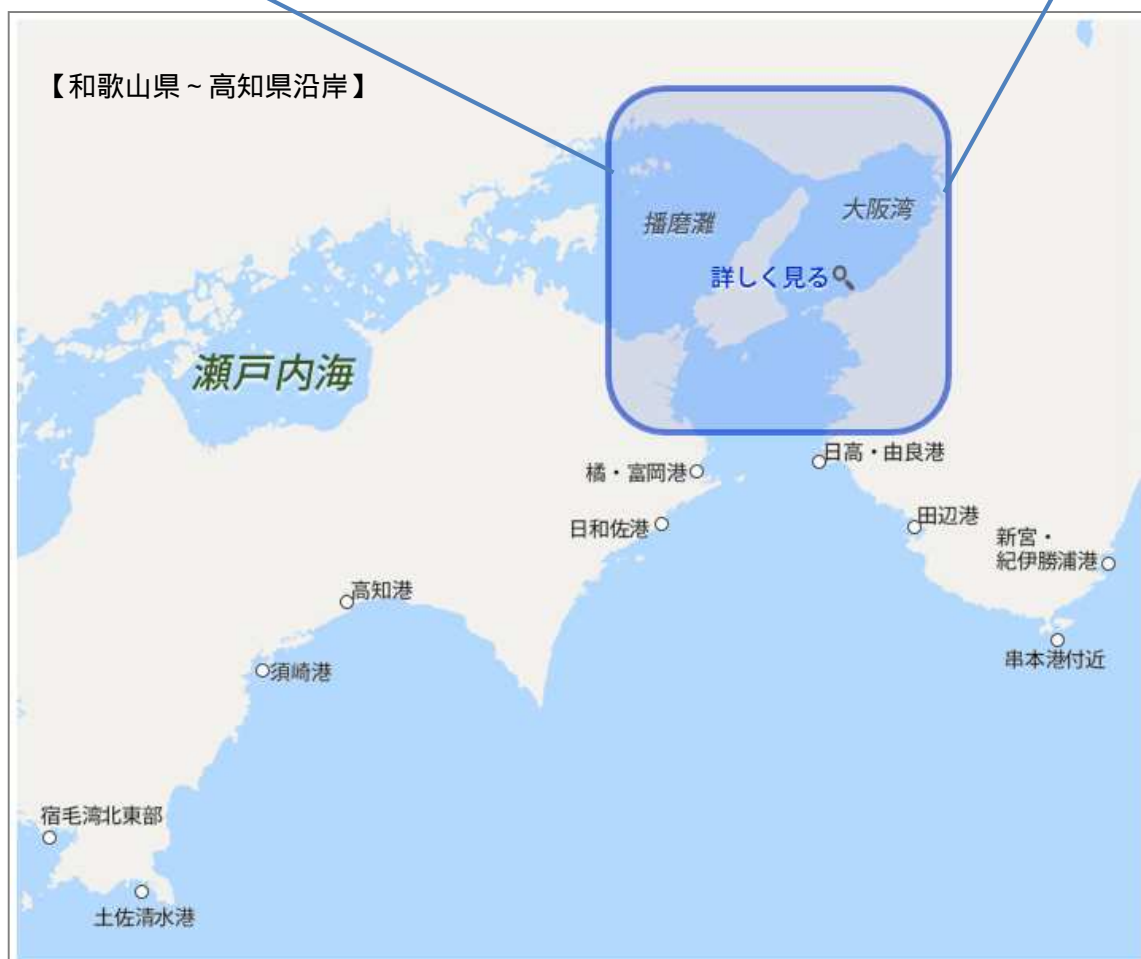 【和歌山県~高知県沿岸】
播磨灘
大阪湾
詳しく見る
瀬戸内海
日高・由良港
橘・富岡港
田辺港
日和佐港
新宮・
紀伊勝浦港
高知港
串本港付近
須崎港
宿毛湾北東部
土佐清水港